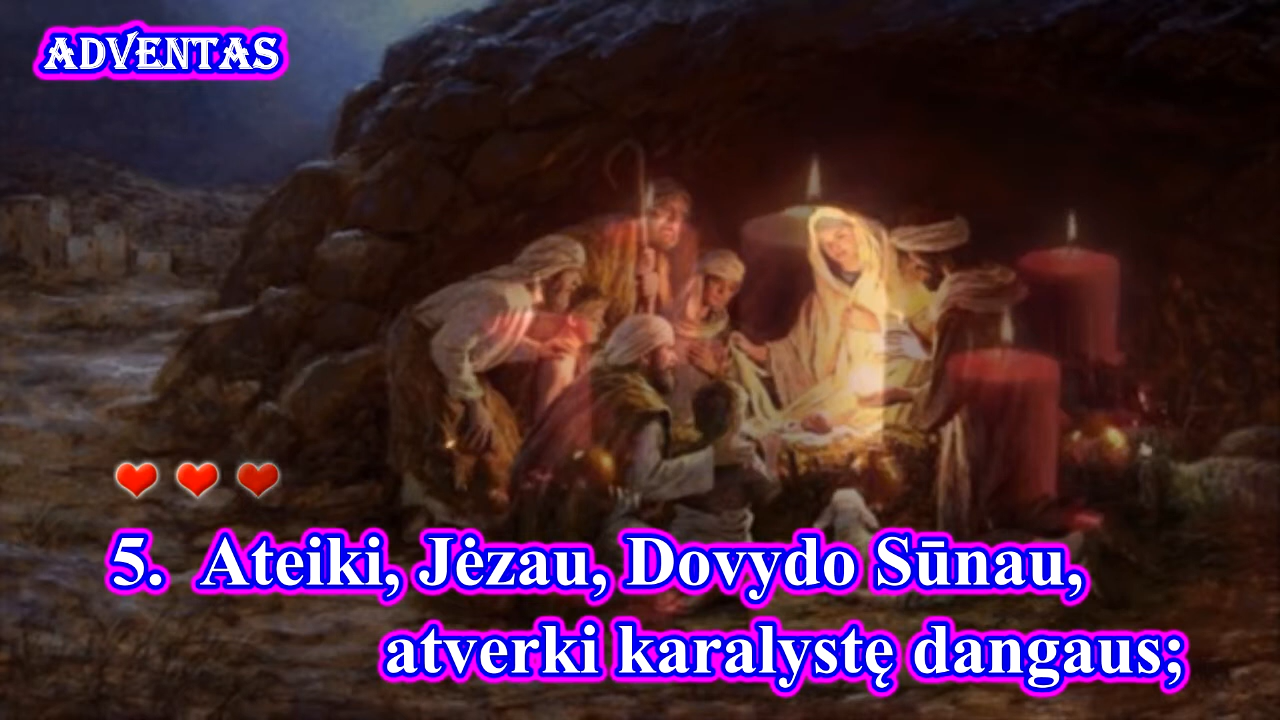 ADVENTAS
5. Ateiki, Jėzau, Dovydo Sūnau,
atverki karalystę dangaus;